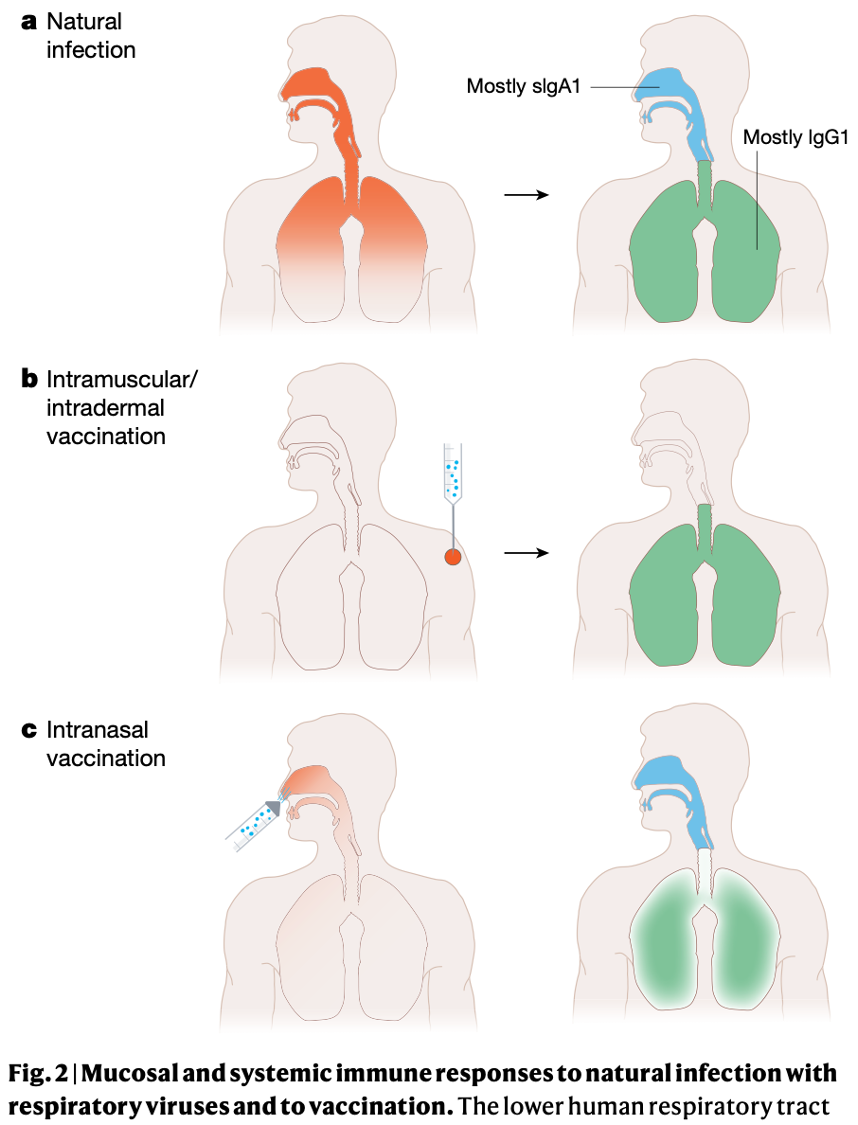 a Natural
infection
Mostly sIgA1
Mostly IgG1
b Intramuscular/
intradermal
vaccination
c Intranasal
vaccination
Fig. 2 | Mucosal and systemic immune responses to natural infection with
respiratory viruses and to vaccination. The lower human respiratory tract